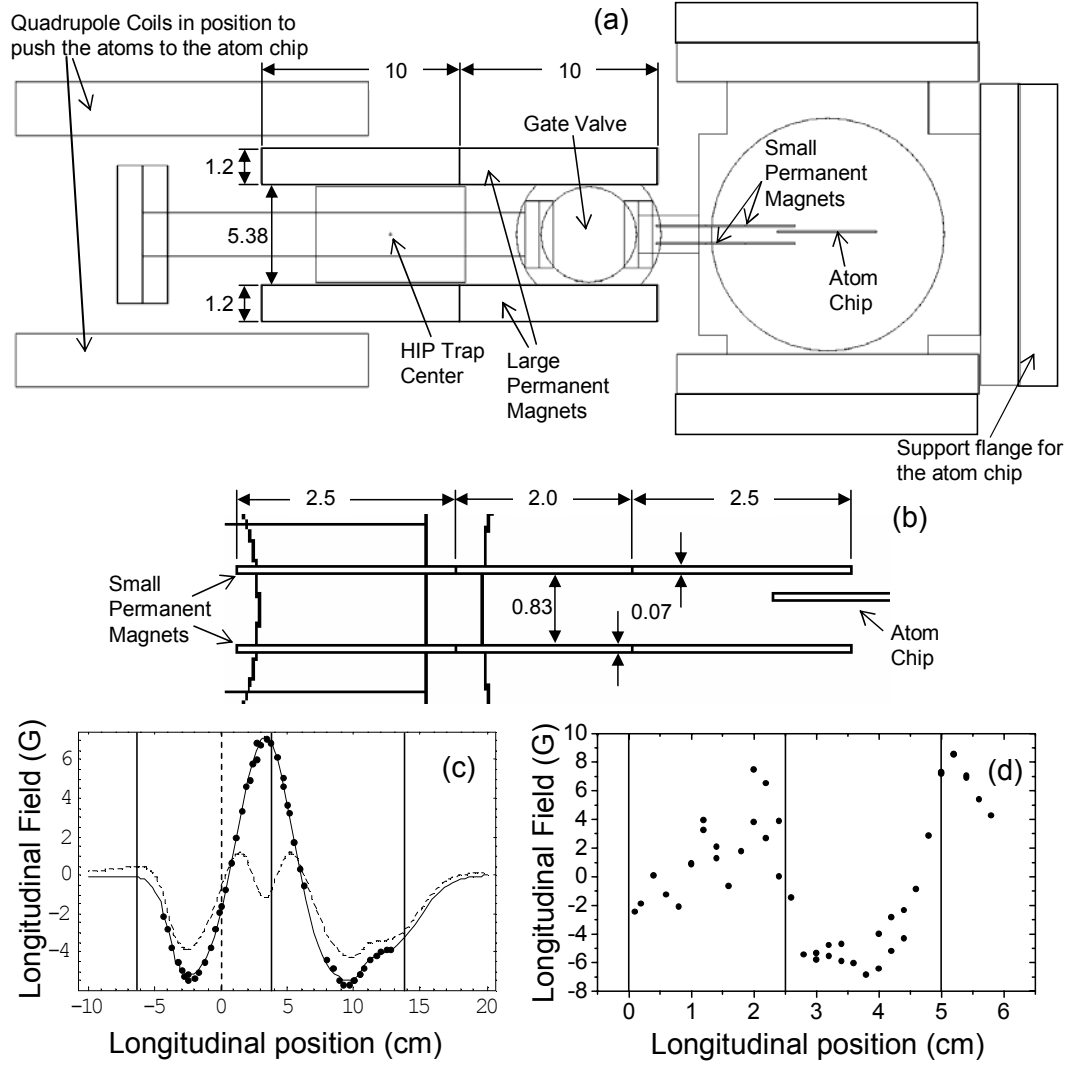 Quadrupole Coils in position to
push the atoms to the atom chip
(a)
10
10
Gate Valve
Small
Permanent
Magnets
1.2
5.38
1.2
HIP Trap
Center
Large
Permanent
Magnets
Atom
Chip
Support flange for
the atom chip
2.5
2.0
2.5
(b)
Small
Permanent
Magnets
0.83
0.07
Atom
Chip
(c)
Longitudinal Field (G)
6
4
2
0
-2
-4
-10
-5
0
5
10
15
20
Longitudinal position (cm)
(d)
Longitudinal Field (G)
10
8
6
4
2
0
-2
-4
-6
-8
0
1
2
3
4
5
6
Longitudinal position (cm)